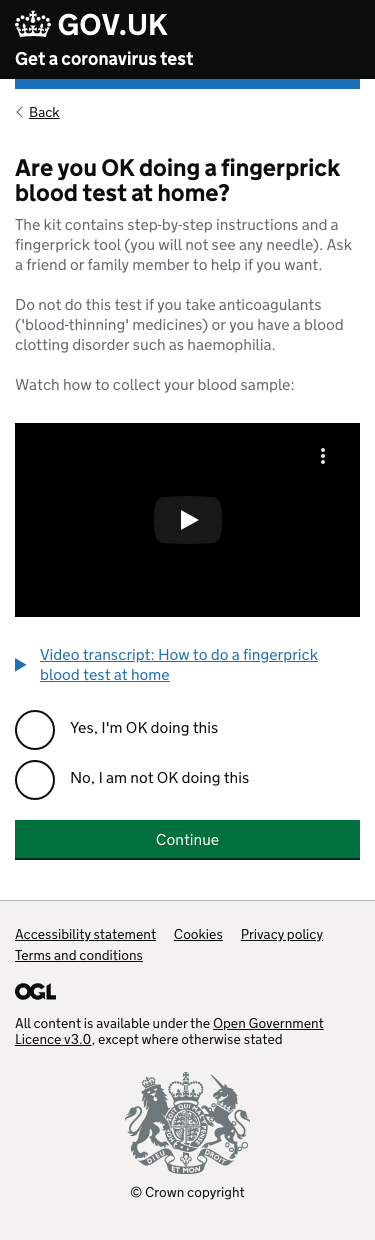 GOV.UK
Get a coronavirus test
Back
Are you OK doing a fingerprick
blood test at home?
The kit contains step-by-step instructions and a
fingerprick tool (you will not see any needle). Ask
a friend or family member to help if you want.
Do not do this test if you take anticoagulants
('blood-thinning' medicines) or you have a blood
clotting disorder such as haemophilia.
Watch how to collect your blood sample:
Video transcript: How to do a fingerprick
blood test at home
Yes, I'm OK doing this
No, I am not OK doing this
Continue
Accessibility statement Cookies Privacy policy
Terms and conditions
OGL
All content is available under the Open Government
Licence v3.0, except where otherwise stated
DIEU ET MON
© Crown copyright